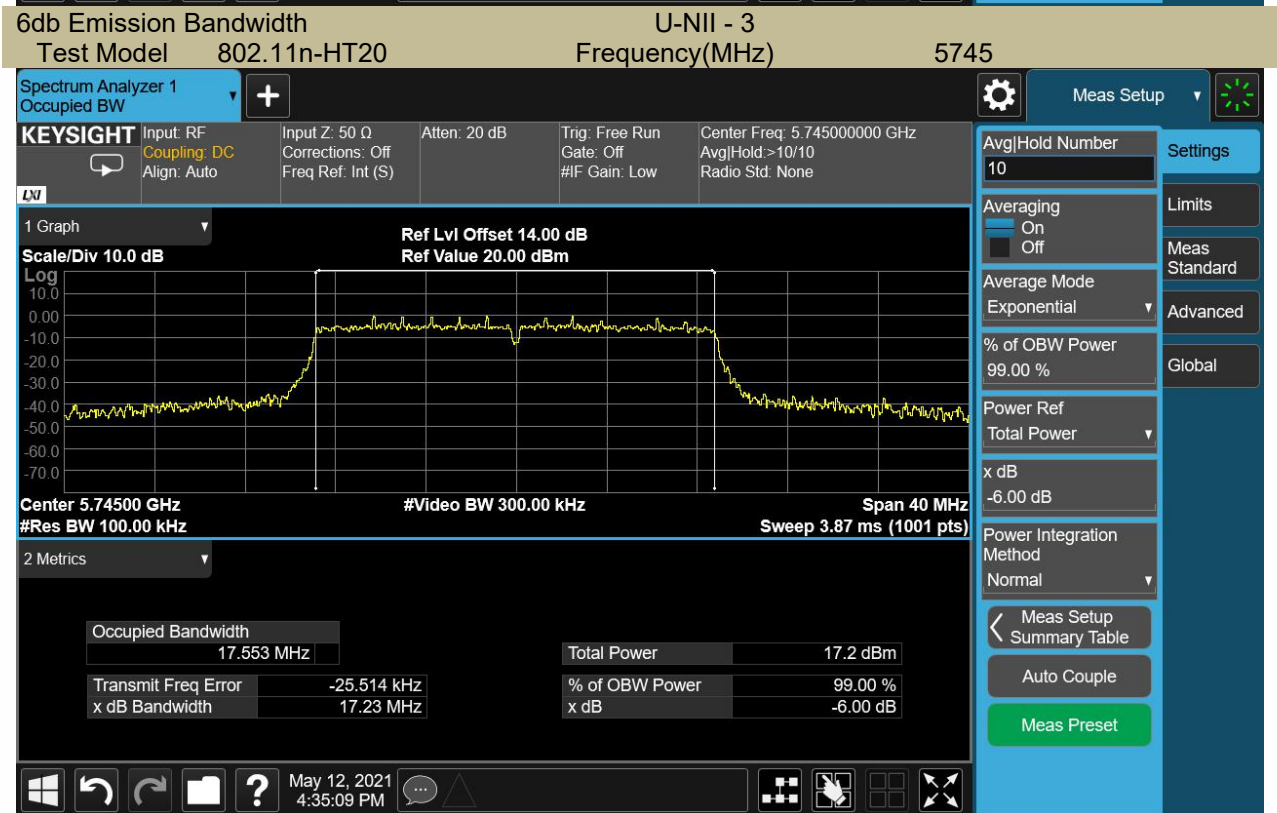 6db Emission Bandwidth U-NII - 3
Test Model 802.11n-HT20 Frequency(MHz) 5745
Spectrum Analyzer 1
Occupied BW
+
Meas Setup
KEYSIGHT
LXI
Input: RF
Coupling: DC
Align: Auto
Input Z: 50 Ω
Corrections: Off
Freq Ref: Int (S)
Atten: 20 dB
Trig: Free Run
Gate: Off
#IF Gain: Low
Center Freq: 5.745000000 GHz
Avg|Hold:>10/10
Radio Std: None
1 Graph
Scale/Div 10.0 dB
Ref Lvl Offset 14.00 dB
Ref Value 20.00 dBm
Log
10.0
0.00
-10.0
-20.0
-30.0
-40.0
-50.0
-60.0
-70.0
Center 5.74500 GHz
#Res BW 100.00 kHz
#Video BW 300.00 kHz
Span 40 MHz
Sweep 3.87 ms (1001 pts)
2 Metrics
Occupied Bandwidth
17.553 MHz
Transmit Freq Error -25.514 kHz
x dB Bandwidth 17.23 MHz
Total Power 17.2 dBm
% of OBW Power 99.00 %
x dB -6.00 dB
Avg|Hold Number
10
Averaging
On
Off
Average Mode
Exponential
% of OBW Power
99.00 %
Power Ref
Total Power
x dB
-6.00 dB
Power Integration
Method
Normal
Meas Setup
Summary Table
Auto Couple
Meas Preset
Settings
Limits
Meas
Standard
Advanced
Global
?
May 12, 2021
4:35:09 PM